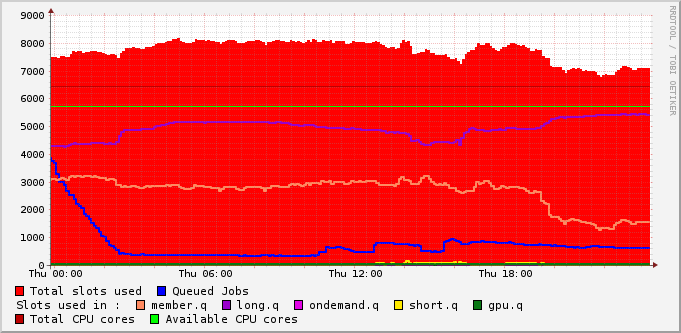 RRDTOOL / TOBI OETIKER
9000
8000
7000
6000
5000
4000
3000
2000
1000
0
Thu 00:00 Thu 06:00 Thu 12:00 Thu 18:00
Total slots used Queued Jobs
Slots used in : member.q long.q ondemand.q short.q gpu.q
Total CPU cores Available CPU cores